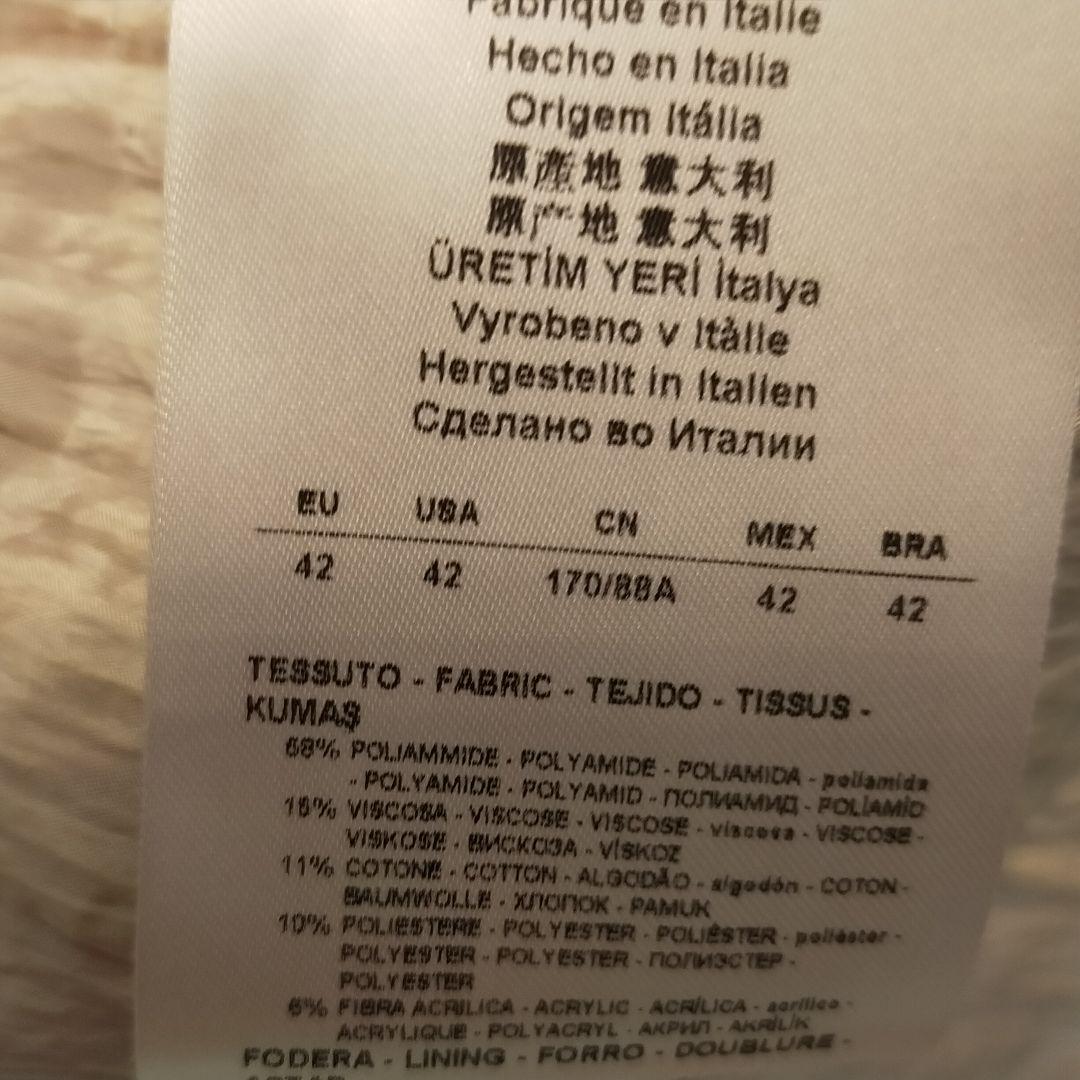 Fabriqué en Italie
Hecho en Italia
Origem Itália
原產地 意大利
原产地 意大利
ÜRETİM YERİ İtalya
Vyrobeno v Itàlie
Hergestellt in Italien
Сделано во Италии
EU USA CN MEX BRA
42 42 170/88A 42 42
TESSUTO - FABRIC - TEJIDO - TISSUS -
KUMAŞ
58% POLIAMMIDE - POLYAMIDE - POLIAMIDA - poliamida
- POLYAMIDE - POLYAMID - ПОЛИАМИД - POLİAMİD
15% VISCOSA - VISCOSE - VISCOSE - viscosa - VISCOSE -
VISKOSE - ВИСКОЗА - VİSKOZ
11% COTONE - COTTON - ALGODÃO - algodón - COTON -
BAUMWOLLE - ХЛОПОК - PAMUK
10% POLIESTERE - POLYESTER - POLIÉSTER - poliéster -
POLYESTER - POLYESTER - ПОЛИЭСТЕР -
POLYESTER
6% FIBRA ACRILICA - ACRYLIC - ACRÍLICA - acrílico -
ACRYLIQUE - POLYACRYL - АКРИЛ - AKRİLİK
FODERA - LINING - FORRO - DOUBLURE -